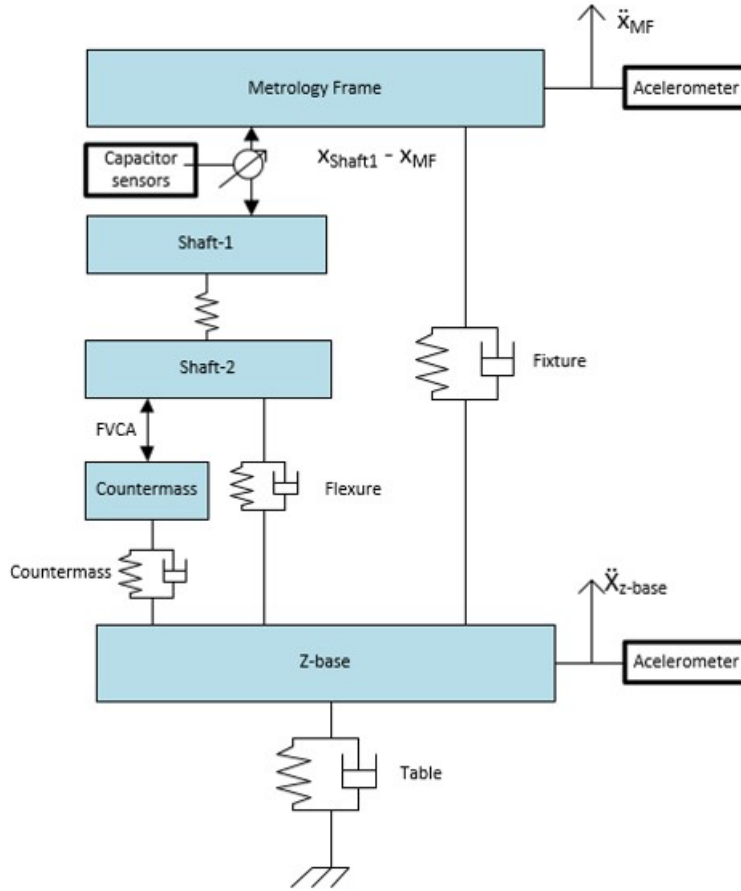 ẍMF
Metrology Frame
Acelerometer
Capacitor
sensors
xShaft1 - xMF
Shaft-1
Shaft-2
Fixture
FVCA
Countermass
Flexure
Countermass
Ẍz-base
Z-base
Acelerometer
Table